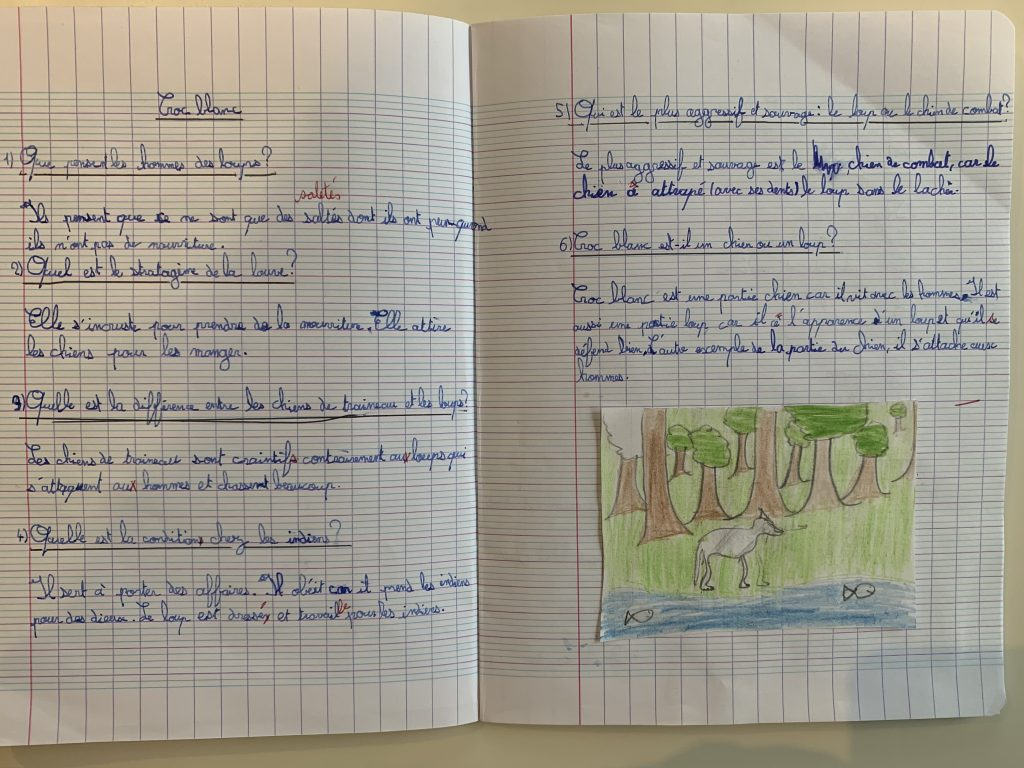 Croc blanc
1) Que pensent les hommes des loups?
saletés
Ils pensent que ce ne sont que des saltés dont ils ont peur quand
ils n'ont pas de nourriture.
2) Quel est le stratagème de la louve?
Elle s'incruste pour prendre de la nourriture. Elle attire
les chiens pour les manger.
3) Quelle est la différence entre les chiens de traineau et les loups?
Les chiens de traineau sont craintifs contrairement aux loups qui
s'attaquent aux hommes et chassent beaucoup.
4) Quelle est la condition chez les indiens?
Il sert à porter des affaires. Il obéit car il prend les indiens
pour des dieux. Le loup est dressé et travaille pour les indiens.
5) Qui est le plus aggressif et sauvage: le loup ou le chien de combat?
Le plus aggressif et sauvage est le chien de combat, car le
chien a attrapé (avec ses dents) le loup sans le lacher.
6) Croc blanc est-il un chien ou un loup?
Croc blanc est une partie chien car il vit avec les hommes. Il est
aussi une partie loup car il a l'apparence d'un loup et qu'il se
défend bien. L'autre exemple de la partie du chien, il s'attache aux
hommes.